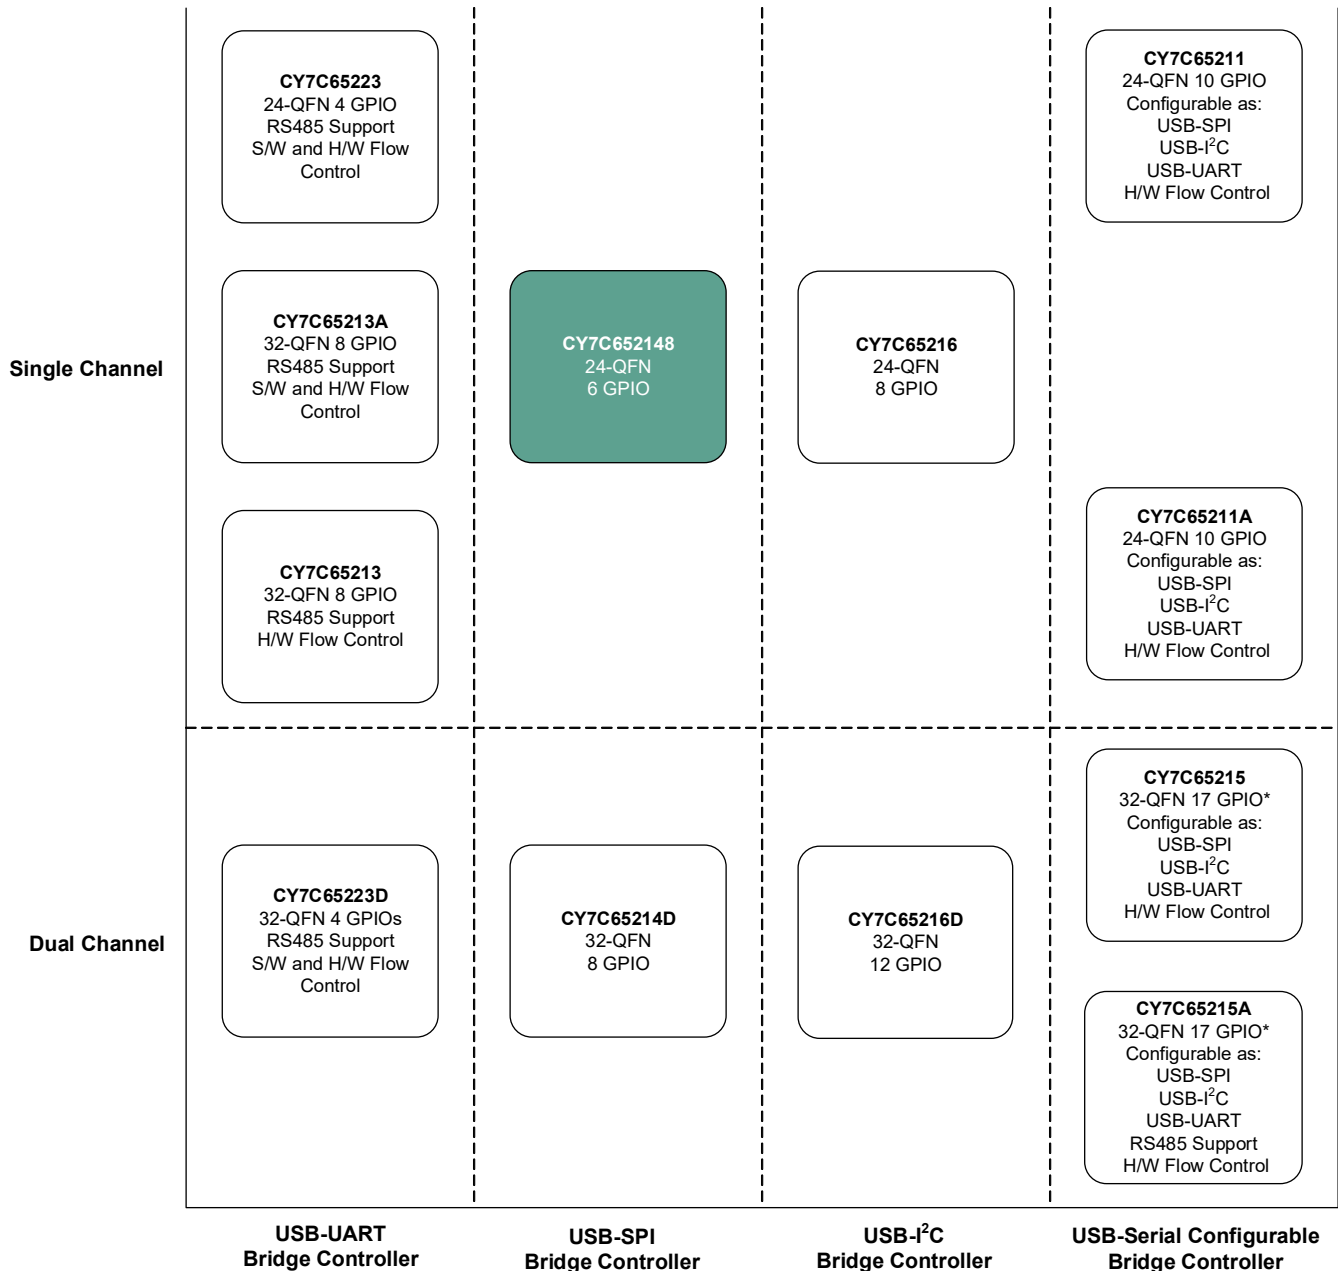 CY7C65223
24-QFN 4 GPIO
RS485 Support
S/W and H/W Flow
Control
CY7C65211
24-QFN 10 GPIO
Configurable as:
USB-SPI
USB-I²C
USB-UART
H/W Flow Control
Single Channel
CY7C65213A
32-QFN 8 GPIO
RS485 Support
S/W and H/W Flow
Control
CY7C652148
24-QFN
6 GPIO
CY7C65216
24-QFN
8 GPIO
CY7C65213
32-QFN 8 GPIO
RS485 Support
H/W Flow Control
CY7C65211A
24-QFN 10 GPIO
Configurable as:
USB-SPI
USB-I²C
USB-UART
H/W Flow Control
Dual Channel
CY7C65223D
32-QFN 4 GPIOs
RS485 Support
S/W and H/W Flow
Control
CY7C65214D
32-QFN
8 GPIO
CY7C65216D
32-QFN
12 GPIO
CY7C65215
32-QFN 17 GPIO*
Configurable as:
USB-SPI
USB-I²C
USB-UART
H/W Flow Control
CY7C65215A
32-QFN 17 GPIO*
Configurable as:
USB-SPI
USB-I²C
USB-UART
RS485 Support
H/W Flow Control
USB-UART
Bridge Controller
USB-SPI
Bridge Controller
USB-I²C
Bridge Controller
USB-Serial Configurable
Bridge Controller